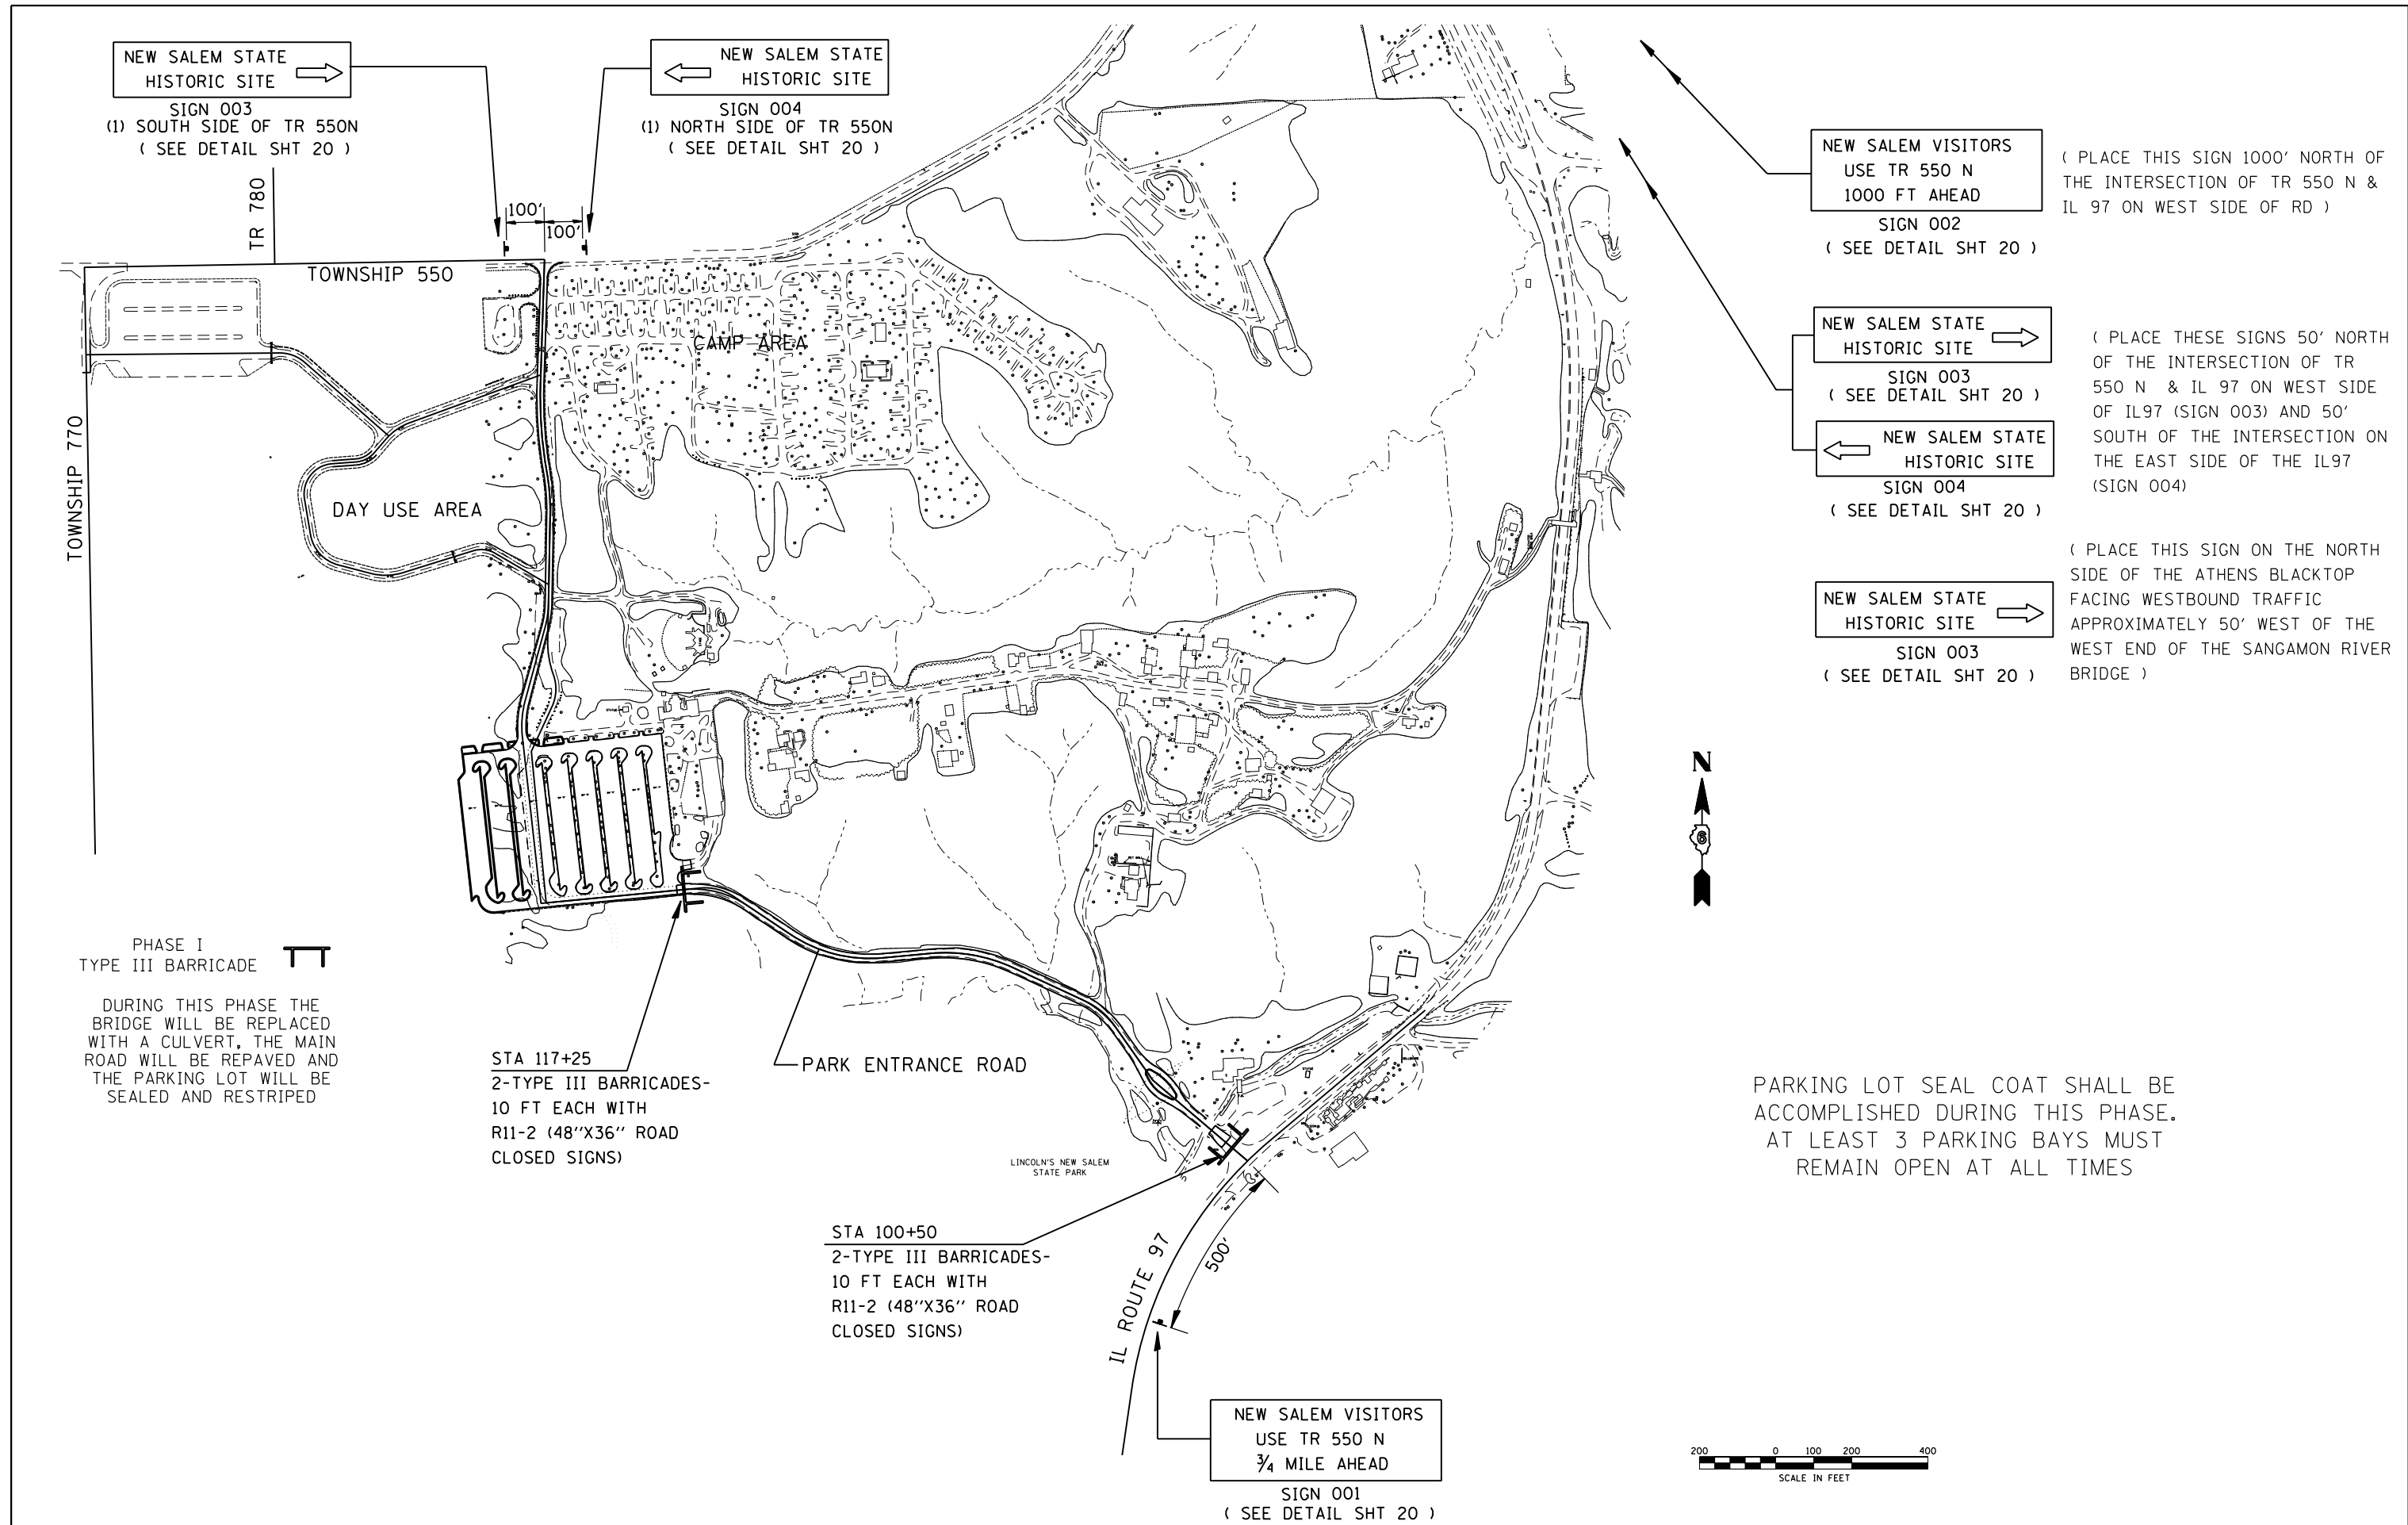 NEW SALEM STATE
HISTORIC SITE
SIGN 003
(1) SOUTH SIDE OF TR 550N
( SEE DETAIL SHT 20 )
NEW SALEM STATE
HISTORIC SITE
SIGN 004
(1) NORTH SIDE OF TR 550N
( SEE DETAIL SHT 20 )
TR 780
100'
100'
TOWNSHIP 550
TOWNSHIP 770
CAMP AREA
DAY USE AREA
NEW SALEM VISITORS
USE TR 550 N
1000 FT AHEAD
SIGN 002
( SEE DETAIL SHT 20 )
( PLACE THIS SIGN 1000' NORTH OF
THE INTERSECTION OF TR 550 N &
IL 97 ON WEST SIDE OF RD )
NEW SALEM STATE
HISTORIC SITE
SIGN 003
( SEE DETAIL SHT 20 )
NEW SALEM STATE
HISTORIC SITE
SIGN 004
( SEE DETAIL SHT 20 )
( PLACE THESE SIGNS 50' NORTH
OF THE INTERSECTION OF TR
550 N & IL 97 ON WEST SIDE
OF IL97 (SIGN 003) AND 50'
SOUTH OF THE INTERSECTION ON
THE EAST SIDE OF THE IL97
(SIGN 004)
NEW SALEM STATE
HISTORIC SITE
SIGN 003
( SEE DETAIL SHT 20 )
( PLACE THIS SIGN ON THE NORTH
SIDE OF THE ATHENS BLACKTOP
FACING WESTBOUND TRAFFIC
APPROXIMATELY 50' WEST OF THE
WEST END OF THE SANGAMON RIVER
BRIDGE )
N
6
PHASE I
TYPE III BARRICADE
DURING THIS PHASE THE
BRIDGE WILL BE REPLACED
WITH A CULVERT, THE MAIN
ROAD WILL BE REPAVED AND
THE PARKING LOT WILL BE
SEALED AND RESTRIPED
STA 117+25
2-TYPE III BARRICADES-
10 FT EACH WITH
R11-2 (48''X36'' ROAD
CLOSED SIGNS)
PARK ENTRANCE ROAD
LINCOLN'S NEW SALEM
STATE PARK
STA 100+50
2-TYPE III BARRICADES-
10 FT EACH WITH
R11-2 (48''X36'' ROAD
CLOSED SIGNS)
IL ROUTE 97
500'
PARKING LOT SEAL COAT SHALL BE
ACCOMPLISHED DURING THIS PHASE.
AT LEAST 3 PARKING BAYS MUST
REMAIN OPEN AT ALL TIMES
NEW SALEM VISITORS
USE TR 550 N
¾ MILE AHEAD
SIGN 001
( SEE DETAIL SHT 20 )
200 0 100 200 400
SCALE IN FEET